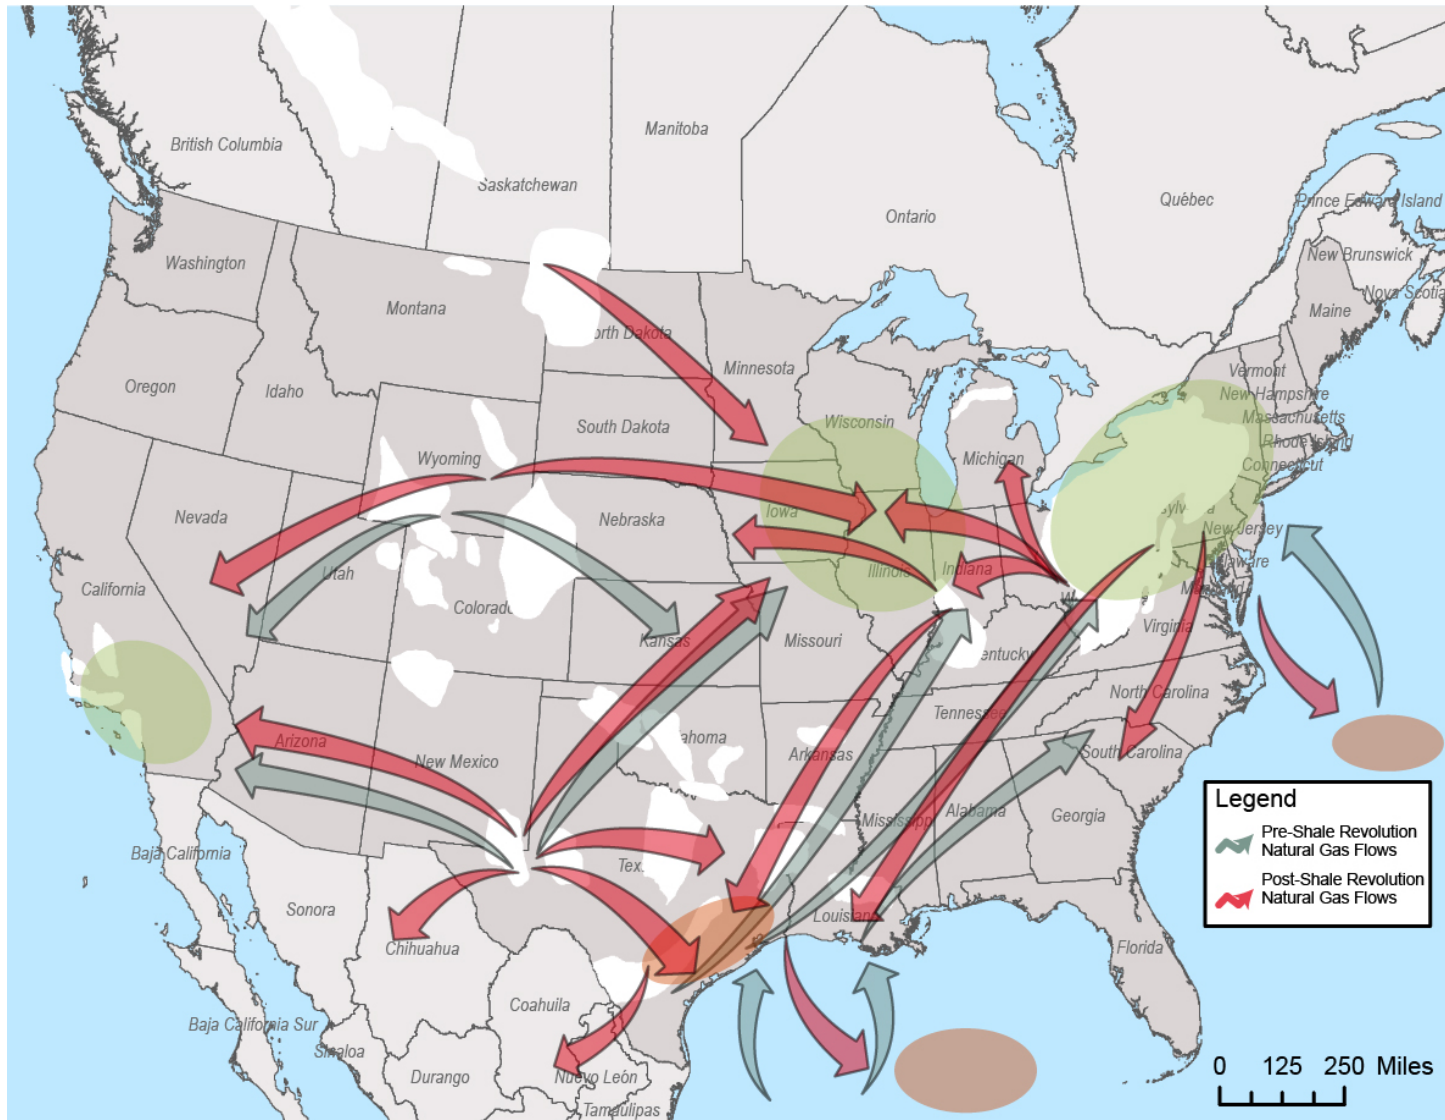 British Columbia
Saskatchewan
Manitoba
Ontario
Québec
Prince Edward Island
New Brunswick
Nova Scotia
Maine
Washington
Montana
orth Dakota
Minnesota
Oregon
Idaho
Wyoming
South Dakota
Wisconsin
Michigan
Vermont
New Hampshire
Massachusetts
Rhode Island
Connecticut
Nevada
Nebraska
Iowa
sylvania
New Jersey
California
Utah
Colorado
Kansas
Missouri
Illinois
Indiana
entucky
W
Virginia
Arizona
New Mexico
ahoma
Arkansas
Tennessee
North Carolina
South Carolina
Tex
Mississippi
Alabama
Georgia
Louisiana
Florida
Baja California
Sonora
Chihuahua
Coahuila
Baja California Sur
Sinaloa
Durango
Nuevo León
Tamaulipas
Legend
Pre-Shale Revolution
Natural Gas Flows
Post-Shale Revolution
Natural Gas Flows
0 125 250 Miles